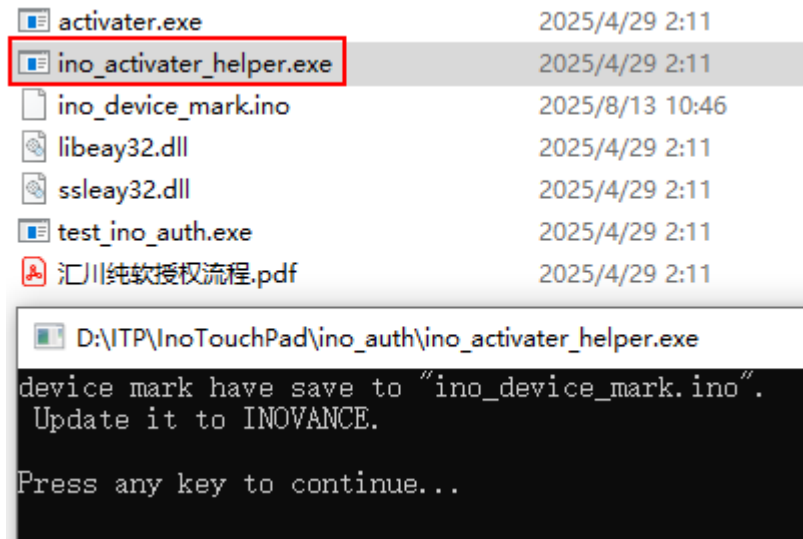 activater.exe 2025/4/29 2:11
ino_activater_helper.exe 2025/4/29 2:11
ino_device_mark.ino 2025/8/13 10:46
libeay32.dll 2025/4/29 2:11
ssleay32.dll 2025/4/29 2:11
test_ino_auth.exe 2025/4/29 2:11
汇川纯软授权流程.pdf 2025/4/29 2:11
D:\ITP\InoTouchPad\ino_auth\ino_activater_helper.exe
device mark have save to "ino_device_mark.ino".
Update it to INOVANCE.
Press any key to continue...